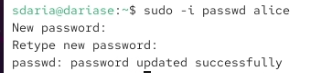 sdaria@dariase:~$ sudo -i passwd alice
New password:
Retype new password:
passwd: password updated successfully